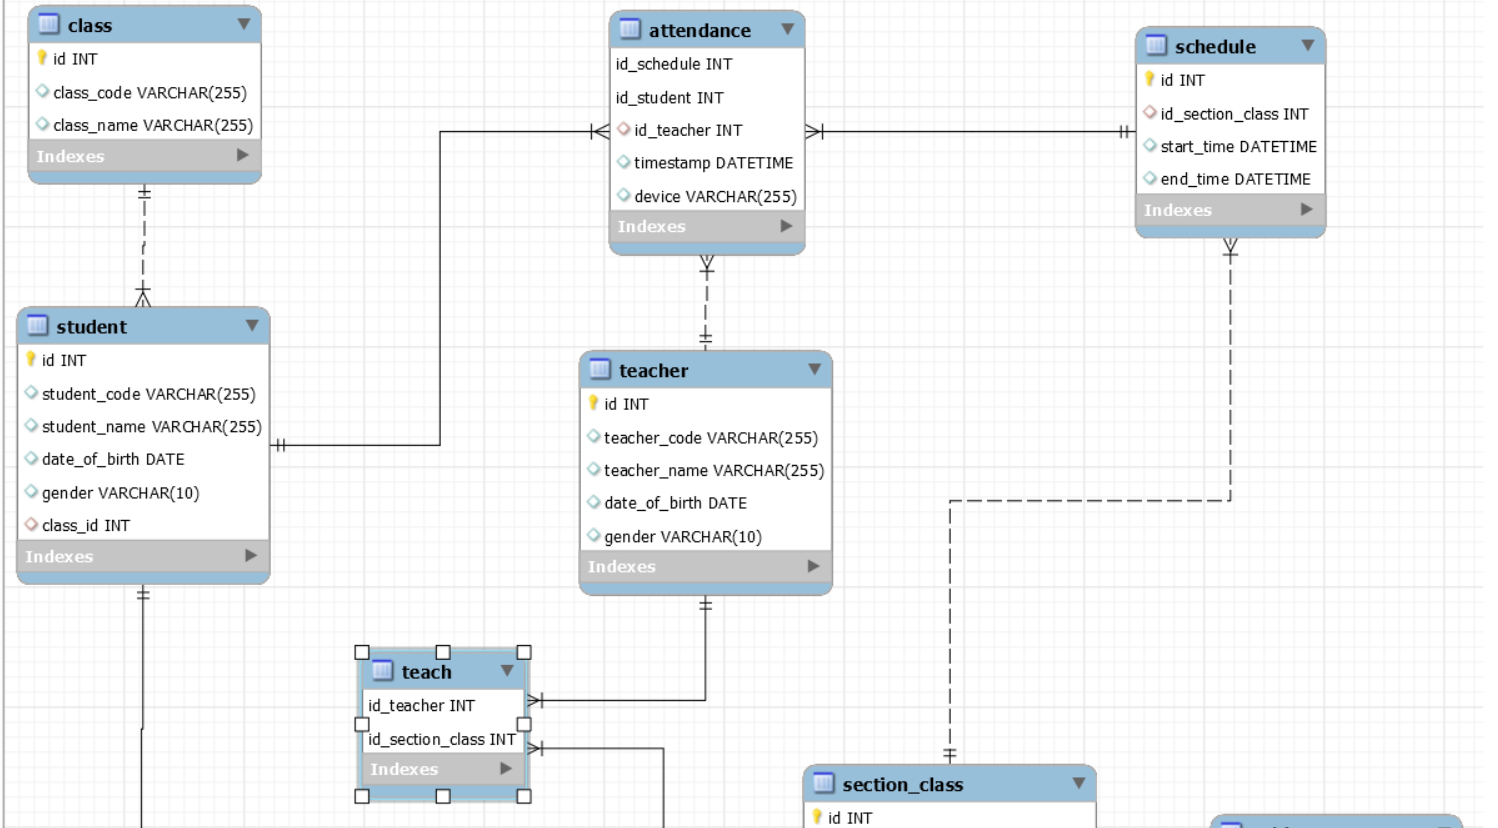 class
id INT
class_code VARCHAR(255)
class_name VARCHAR(255)
Indexes
attendance
id_schedule INT
id_student INT
id_teacher INT
timestamp DATETIME
device VARCHAR(255)
Indexes
schedule
id INT
id_section_class INT
start_time DATETIME
end_time DATETIME
Indexes
student
id INT
student_code VARCHAR(255)
student_name VARCHAR(255)
date_of_birth DATE
gender VARCHAR(10)
class_id INT
Indexes
teacher
id INT
teacher_code VARCHAR(255)
teacher_name VARCHAR(255)
date_of_birth DATE
gender VARCHAR(10)
Indexes
teach
id_teacher INT
id_section_class INT
Indexes
section_class
id INT